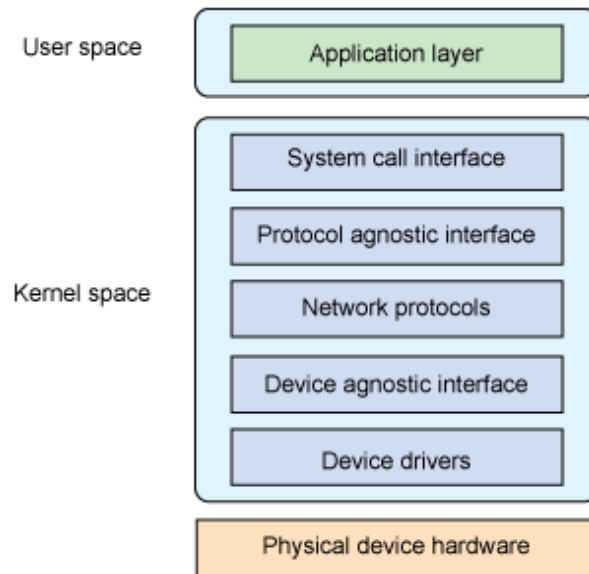 User space
Application layer
System call interface
Protocol agnostic interface
Kernel space
Network protocols
Device agnostic interface
Device drivers
Physical device hardware